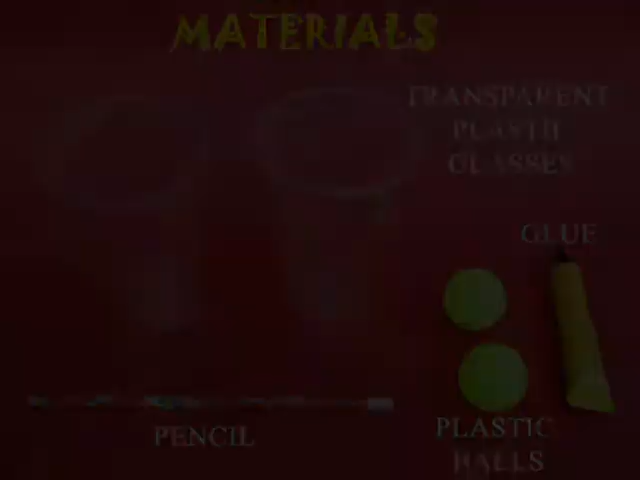 MATERIALS
TRANSPARENT
PLASTIC
GLASSES
GLUE
PENCIL
PLASTIC
BALLS